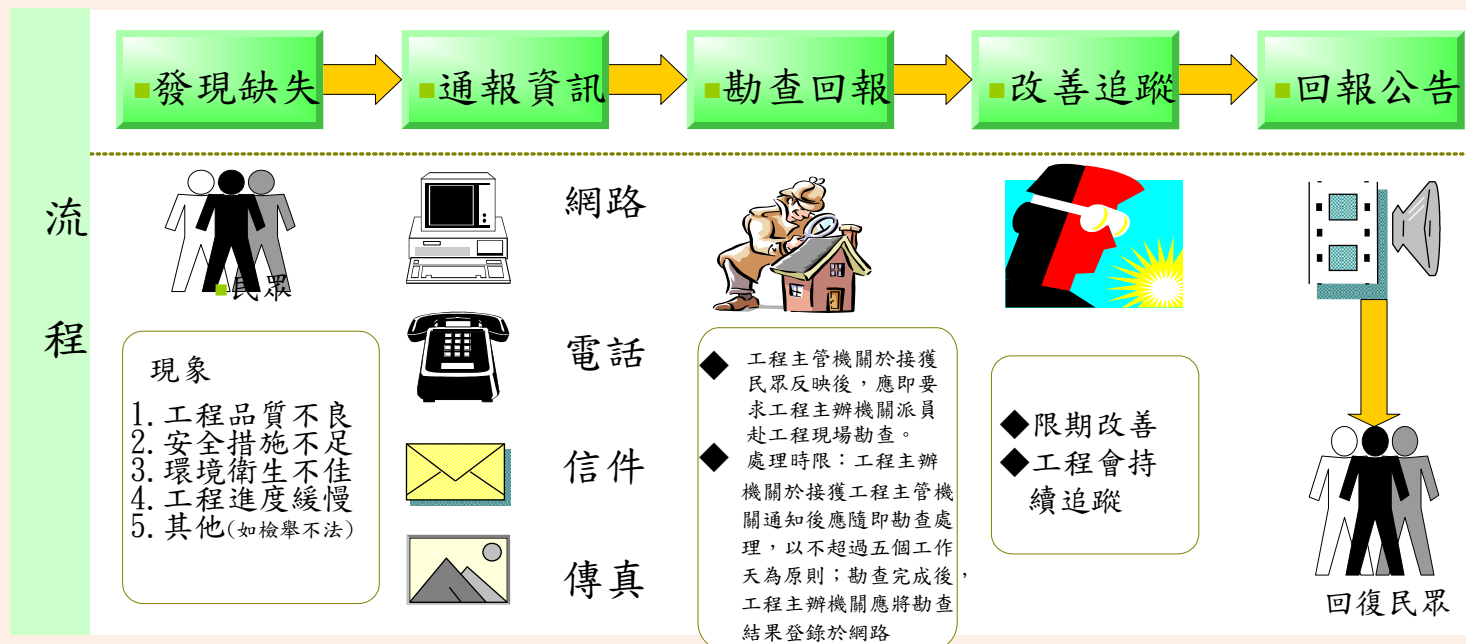 流程
發現缺失
通報資訊
勘查回報
改善追蹤
回報公告
民眾
現象
1.工程品質不良
2.安全措施不足
3.環境衛生不佳
4.工程進度緩慢
5.其他(如檢舉不法)
網路
電話
信件
傳真
工程主管機關於接獲
民眾反映後，應即要
求工程主辦機關派員
赴工程現場勘查。
處理時限：工程主辦
機關於接獲工程主管機
關通知後應隨即勘查處
理，以不超過五個工作
天為原則；勘查完成後，
工程主辦機關應將勘查
結果登錄於網路
限期改善
工程會持
續追蹤
回復民眾